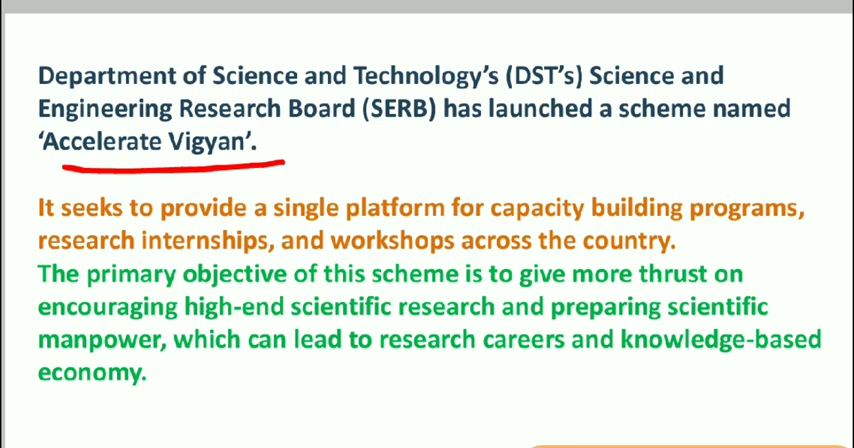 Department of Science and Technology's (DST's) Science and
Engineering Research Board (SERB) has launched a scheme named
‘Accelerate Vigyan’.
It seeks to provide a single platform for capacity building programs,
research internships, and workshops across the country.
The primary objective of this scheme is to give more thrust on
encouraging high-end scientific research and preparing scientific
manpower, which can lead to research careers and knowledge-based
economy.